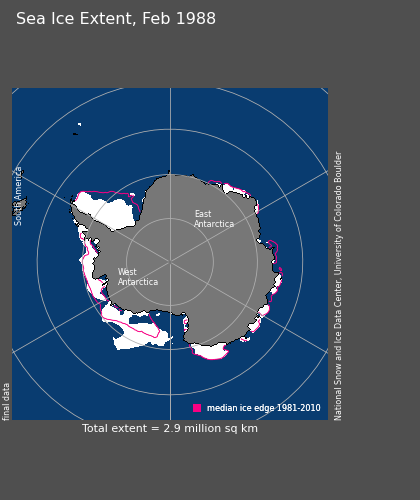 Sea Ice Extent, Feb 1988
South America
East
Antarctica
West
Antarctica
National Snow and Ice Data Center, University of Colorado Boulder
final data
median ice edge 1981-2010
Total extent = 2.9 million sq km